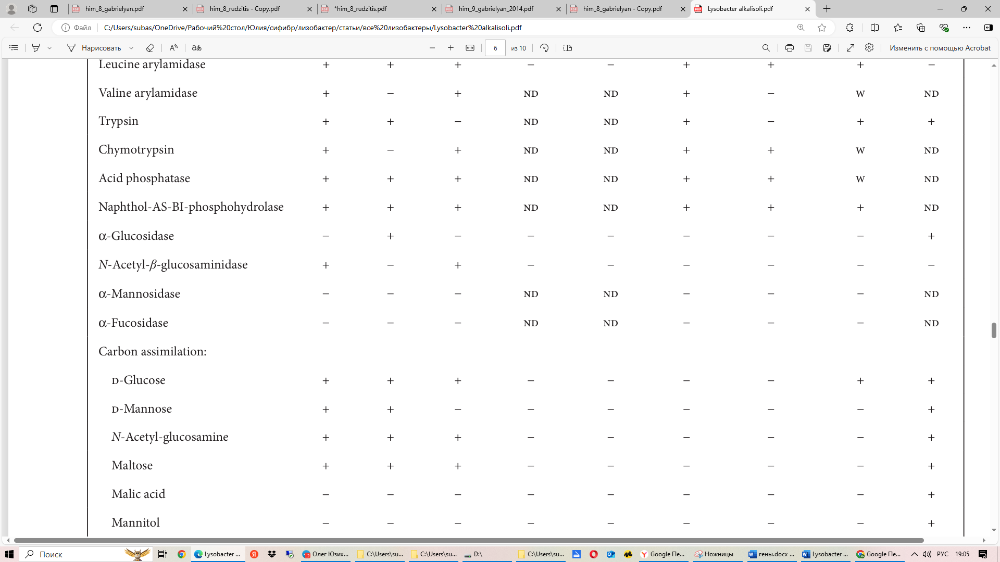 him_8_gabrielyan.pdf him_8_rudzitis - Copy.pdf *him_8_rudzitis.pdf him_9_gabrielyan_2014.pdf him_8_gabrielyan - Copy.pdf Lysobacter alkalisoli.pdf
Файл C:/Users/subas/OneDrive/Рабочий%20стол/Юлия/сифибр/лизобактер/статьи/все%20лизобактеры/Lysobacter%20alkalisoli.pdf
Нарисовать 6 из 10 Изменить с помощью Acrobat
Leucine arylamidase + + + − − + + + −
Valine arylamidase + − + ND ND + − W ND
Trypsin + + − ND ND + − + +
Chymotrypsin + − + ND ND + + W ND
Acid phosphatase + + + ND ND + + W ND
Naphthol-AS-BI-phosphohydrolase + + + ND ND + + + ND
α-Glucosidase − + − − − − − − +
N-Acetyl-β-glucosaminidase + − + − − − − − −
α-Mannosidase − − − ND ND − − − ND
α-Fucosidase − − − ND ND − − − ND
Carbon assimilation:
D-Glucose + + + − − − − + +
D-Mannose + + − − − − − − +
N-Acetyl-glucosamine + + + − − − − − +
Maltose + + + − − − − − +
Malic acid − − − − − − − − +
Mannitol − − − − − − − − +
Поиск Lysobacter ... Олег Юзих... C:\Users\su... C:\Users\su... D:\ C:\Users\su... Google Пе... Ножницы гены.docx ... Lysobacter ... Google Пе... РУС 19:05